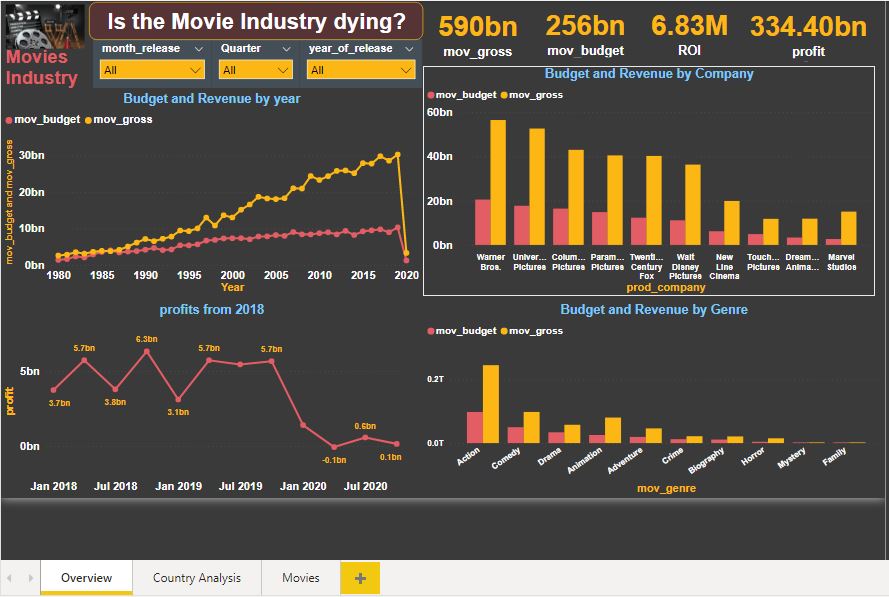 Is the Movie Industry dying?
Movies
Industry
month_release
All
Quarter
All
year_of_release
All
590bn
mov_gross
256bn
mov_budget
6.83M
ROI
334.40bn
profit
Budget and Revenue by year
mov_budget mov_gross
mov_budget and mov_gross
30bn
20bn
10bn
0bn
1980 1985 1990 1995 2000 2005 2010 2015 2020
Year
Budget and Revenue by Company
mov_budget mov_gross
60bn
40bn
20bn
0bn
Warner
Bros.
Univer...
Pictures
Colum...
Pictures
Param...
Pictures
Twenti...
Century
Fox
Walt
Disney
Pictures
New
Line
Cinema
Touch...
Pictures
Dream...
Anima...
Marvel
Studios
prod_company
profits from 2018
profit
5bn
0bn
3.7bn
5.7bn
3.8bn
6.3bn
3.1bn
5.7bn
5.7bn
-0.1bn
0.6bn
0.1bn
Jan 2018 Jul 2018 Jan 2019 Jul 2019 Jan 2020 Jul 2020
Budget and Revenue by Genre
mov_budget mov_gross
0.2T
0.0T
Action
Comedy
Drama
Animation
Adventure
Crime
Biography
Horror
Mystery
Family
mov_genre
Overview
Country Analysis
Movies
+